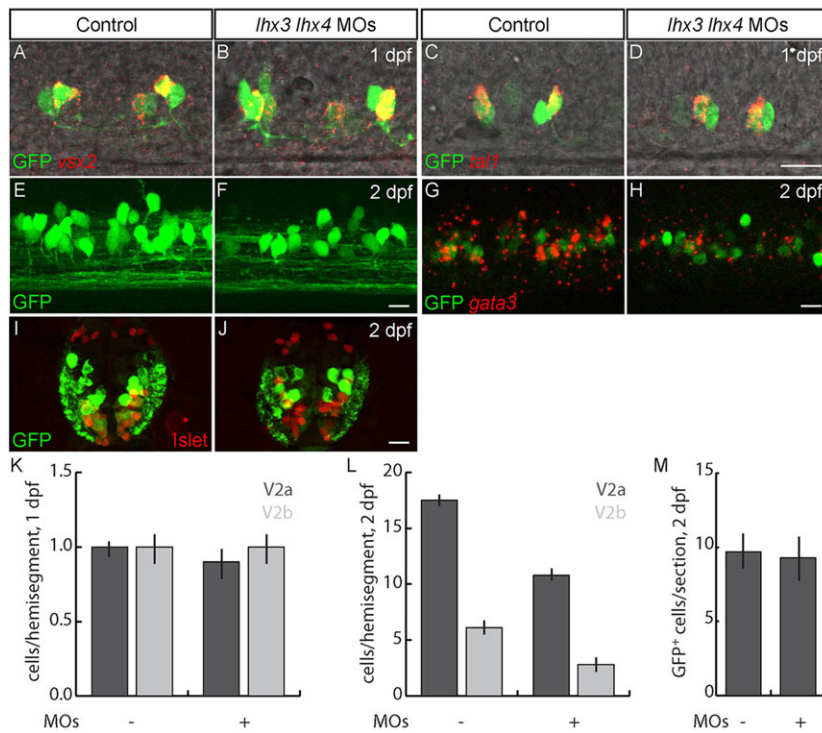 Control
lhx3 lhx4 MOs
Control
lhx3 lhx4 MOs
A
B
1 dpf
C
D
1 dpf
GFP vsx2
GFP tal1
E
F
2 dpf
G
H
2 dpf
GFP
GFP gata3
I
J
2 dpf
GFP
Islet
K
L
M
cells/hemisegment, 1 dpf
1.5
1.0
0.5
0.0
V2a
V2b
MOs
-
+
cells/hemisegment, 2 dpf
20
15
10
5
0
V2a
V2b
MOs
-
+
GFP+ cells/section, 2 dpf
15
10
5
0
MOs
-
+